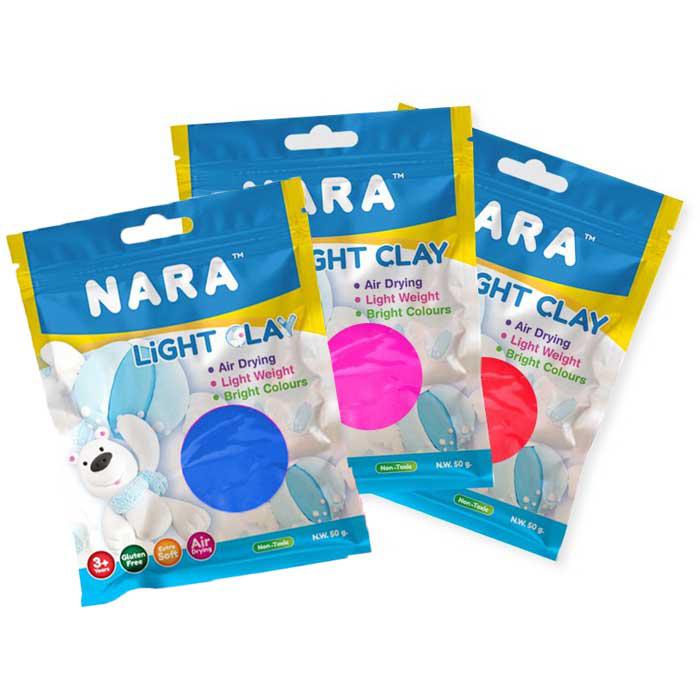 NARA™
LiGHT CLAY
• Air Drying
• Light Weight
• Bright Colours
3+
Years
Gluten
Free
Extra
Soft
Air
Drying
Non-Toxic
N.W. 50 g.
ARA™
GHT CLAY
• Air Drying
• Light Weight
• Bright Colours
Non-Toxic
N.W. 50 g.
ARA™
GHT CLAY
• Air Drying
• Light Weight
• Bright Colours
Non-Toxic
N.W. 50 g.